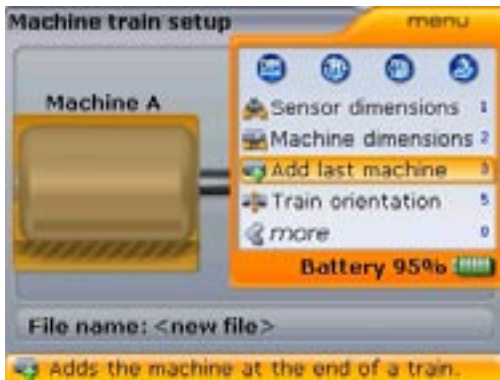 Machine train setup
menu
Machine A
Sensor dimensions 1
Machine dimensions 2
Add last machine 3
Train orientation 5
more 0
Battery 95%
File name: <new file>
Adds the machine at the end of a train.